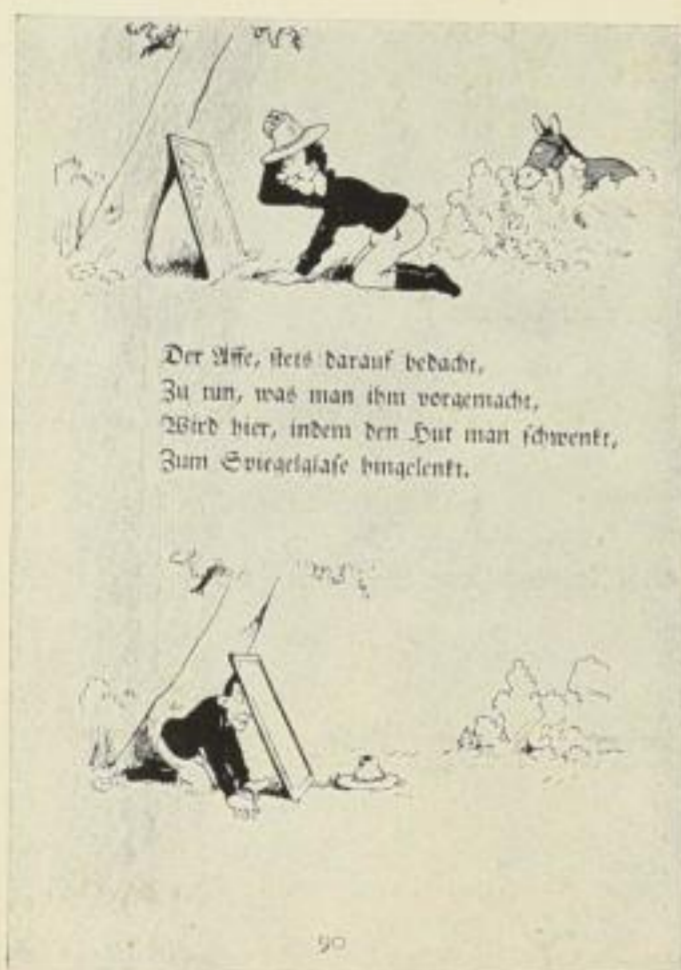 Der Affe, stets darauf bedacht,
Zu tun, was man ihm vorgemacht,
Wird hier, indem den Hut man schwenkt,
Zum Spiegelglase hingelenkt.
90